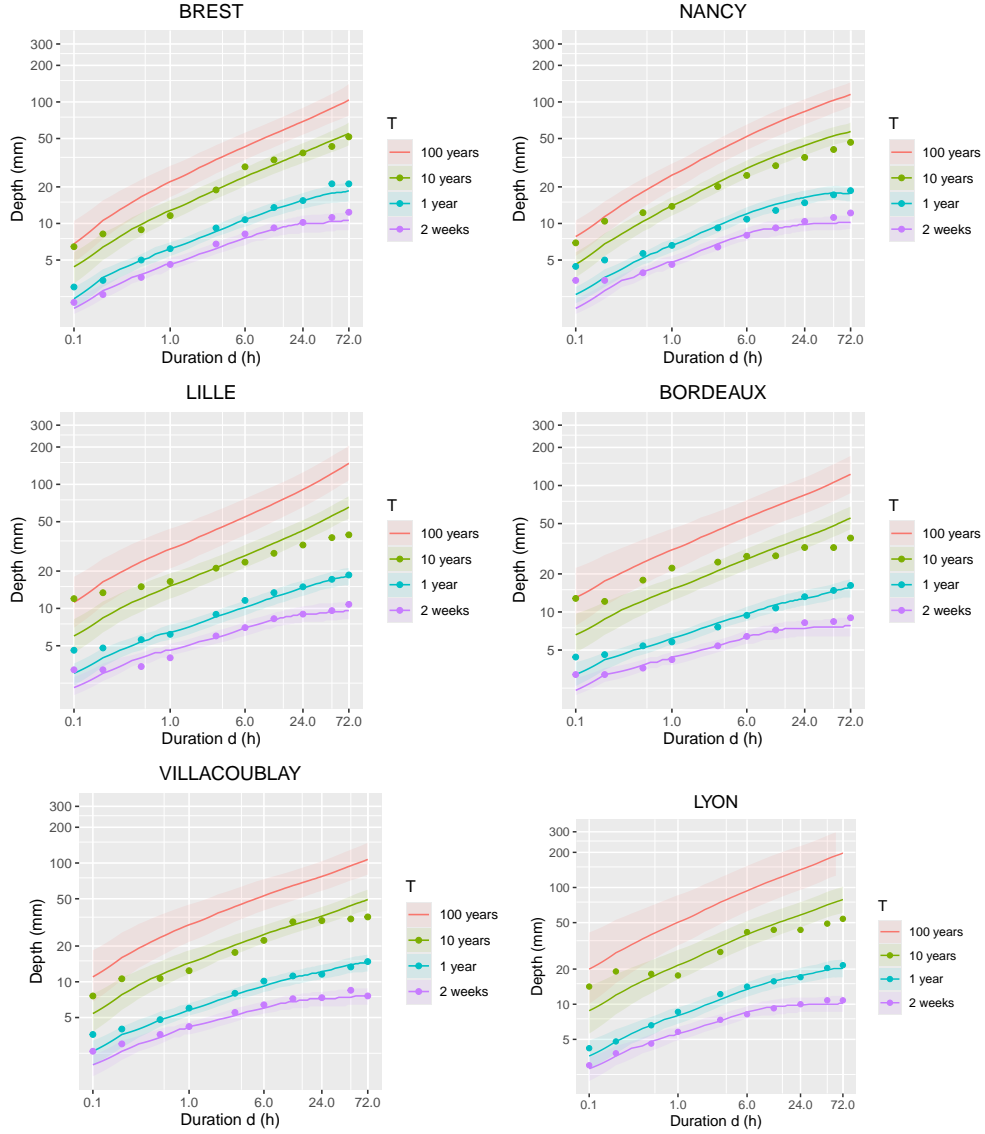 BREST
300
200
100
50
20
10
5
Depth (mm)
0.1
1.0
6.0
24.0
72.0
Duration d (h)
T
100 years
10 years
1 year
2 weeks
NANCY
300
200
100
50
20
10
5
Depth (mm)
0.1
1.0
6.0
24.0
72.0
Duration d (h)
T
100 years
10 years
1 year
2 weeks
LILLE
300
200
100
50
20
10
5
Depth (mm)
0.1
1.0
6.0
24.0
72.0
Duration d (h)
T
100 years
10 years
1 year
2 weeks
BORDEAUX
300
200
100
50
20
10
5
Depth (mm)
0.1
1.0
6.0
24.0
72.0
Duration d (h)
T
100 years
10 years
1 year
2 weeks
VILLACOUBLAY
300
200
100
50
20
10
5
Depth (mm)
0.1
1.0
6.0
24.0
72.0
Duration d (h)
T
100 years
10 years
1 year
2 weeks
LYON
300
200
100
50
20
10
5
Depth (mm)
0.1
1.0
6.0
24.0
72.0
Duration d (h)
T
100 years
10 years
1 year
2 weeks